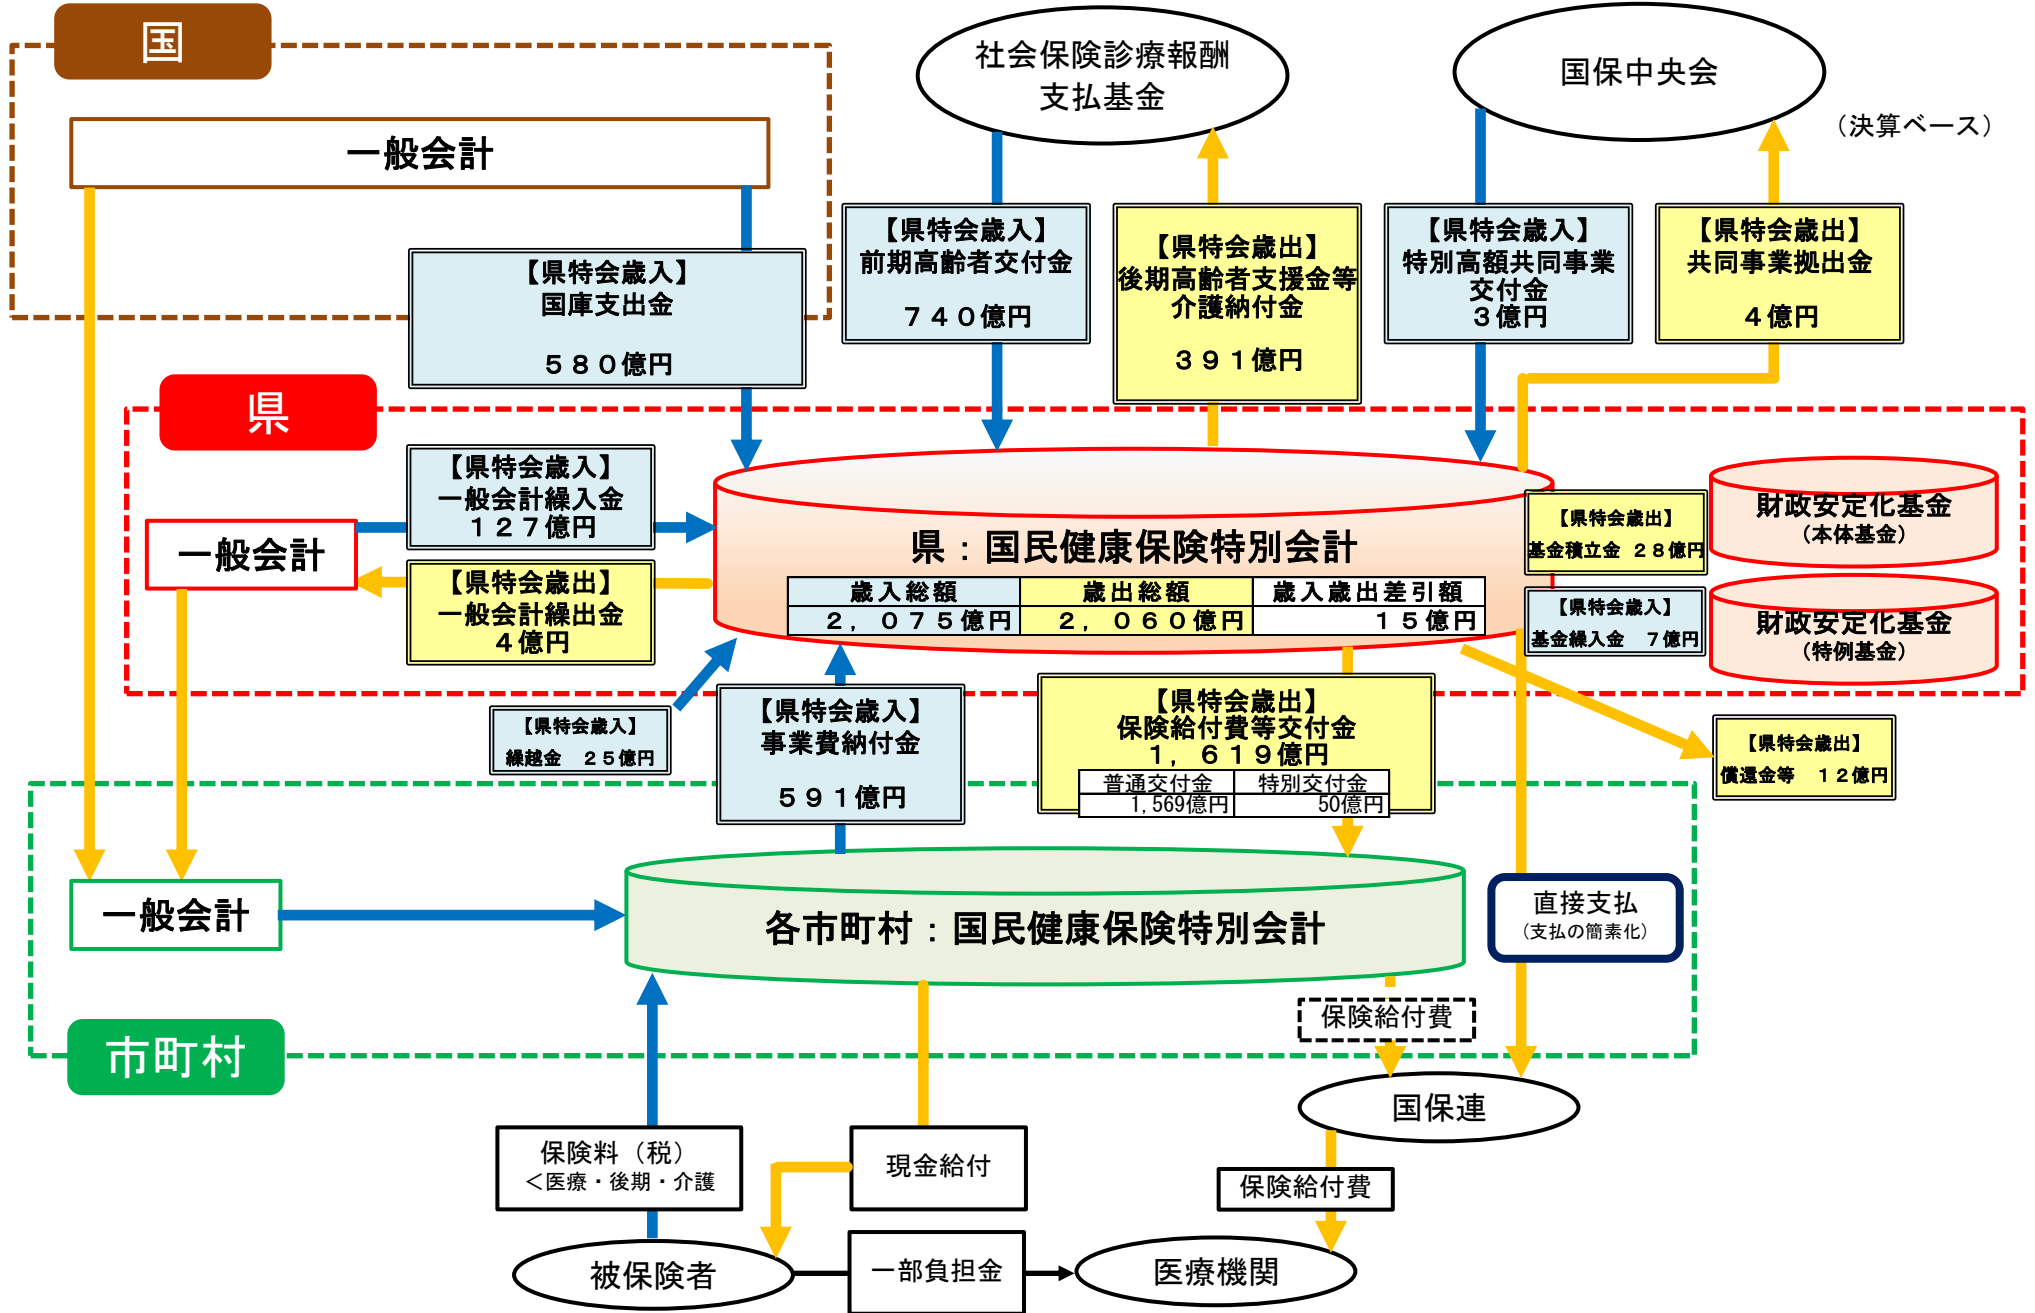 国
一般会計
社会保険診療報酬
支払基金
国保中央会
（決算ベース）
【県特会歳入】
国庫支出金
５８０億円
【県特会歳入】
前期高齢者交付金
７４０億円
【県特会歳出】
後期高齢者支援金等
介護納付金
３９１億円
【県特会歳入】
特別高額共同事業
交付金
３億円
【県特会歳出】
共同事業拠出金
４億円
県
【県特会歳入】
一般会計繰入金
１２７億円
一般会計
【県特会歳出】
一般会計繰出金
４億円
県：国民健康保険特別会計
歳入総額 歳出総額 歳入歳出差引額
２，０７５億円 ２，０６０億円 １５億円
【県特会歳出】
基金積立金 ２８億円
【県特会歳入】
基金繰入金 ７億円
財政安定化基金
（本体基金）
財政安定化基金
（特例基金）
【県特会歳入】
繰越金 ２５億円
【県特会歳入】
事業費納付金
５９１億円
【県特会歳出】
保険給付費等交付金
１，６１９億円
普通交付金 特別交付金
1,569億円 50億円
【県特会歳出】
償還金等 １２億円
一般会計
各市町村：国民健康保険特別会計
直接支払
（支払の簡素化）
保険給付費
市町村
国保連
保険料（税）
＜医療・後期・介護
現金給付
保険給付費
被保険者
一部負担金
医療機関